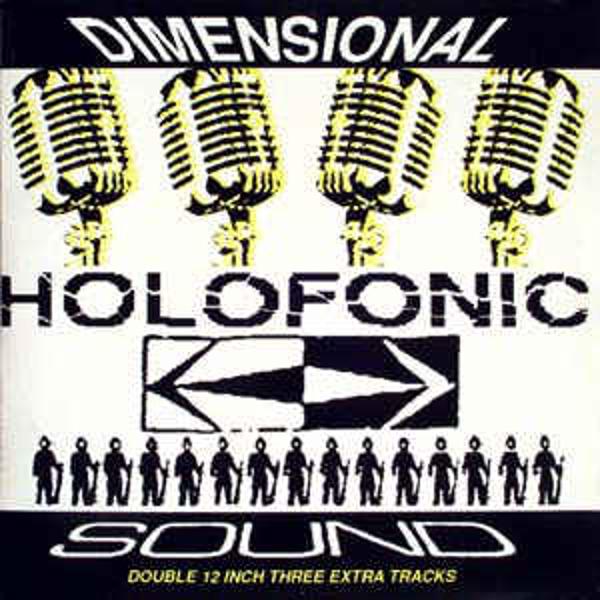 DIMENSIONAL
HOLOFONIC
SOUND
DOUBLE 12 INCH THREE EXTRA TRACKS